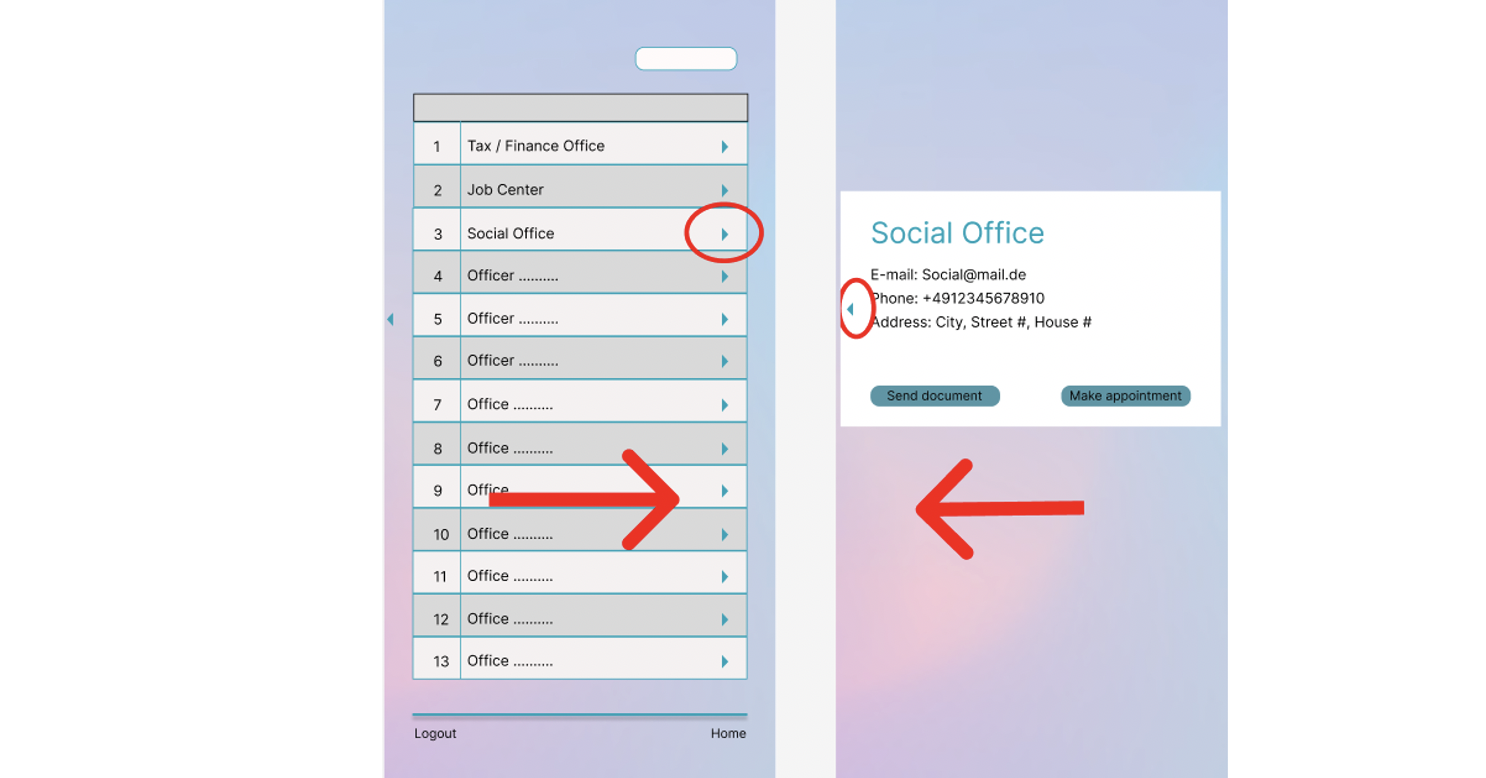 1 Tax / Finance Office
2 Job Center
3 Social Office
4 Officer ..........
5 Officer ..........
6 Officer ..........
7 Office ..........
8 Office ..........
9 Office
10 Office ..........
11 Office ..........
12 Office ..........
13 Office ..........
Logout Home
Social Office
E-mail: Social@mail.de
Phone: +4912345678910
Address: City, Street #, House #
Send document Make appointment